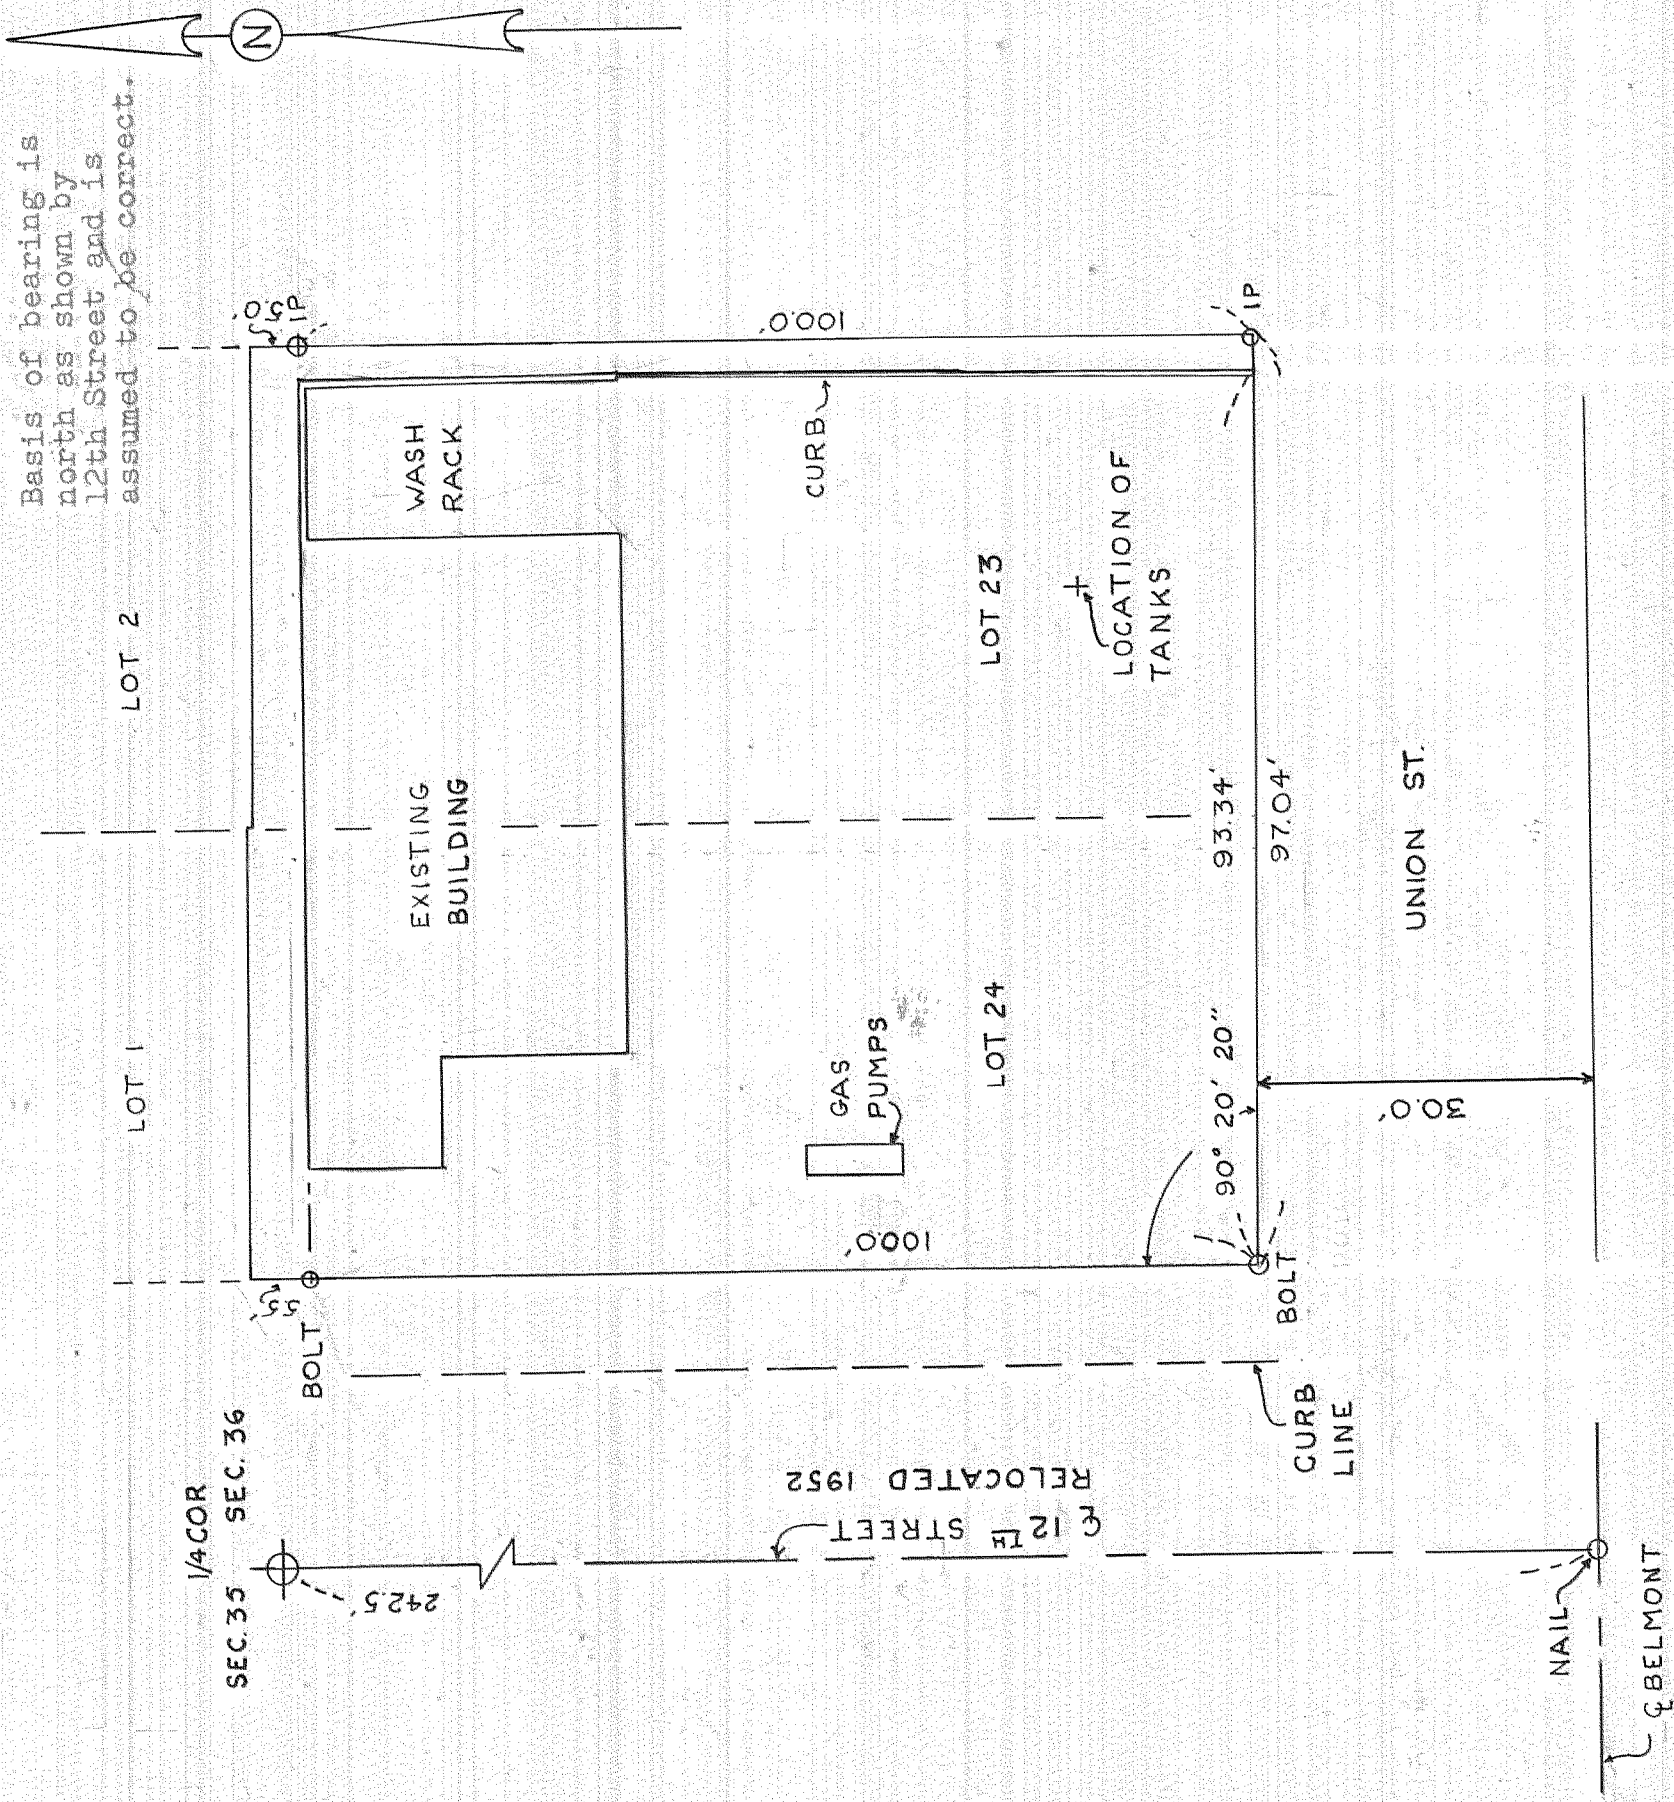 N
Basis of bearing is
north as shown by
12th Street and is
assumed to be correct.
LOT 1
LOT 2
1/4 COR
SEC. 35 SEC. 36
242.5'
BOLT
5.5'
5.0'
IP
EXISTING
BUILDING
WASH
RACK
100.0'
100.0'
CURB
GAS
PUMPS
LOT 24
LOT 23
LOCATION OF
TANKS
℄ 12TH STREET
RELOCATED 1952
90° 20' 20"
93.34'
97.04'
BOLT
IP
CURB
LINE
30.0'
UNION ST.
NAIL
℄ BELMONT